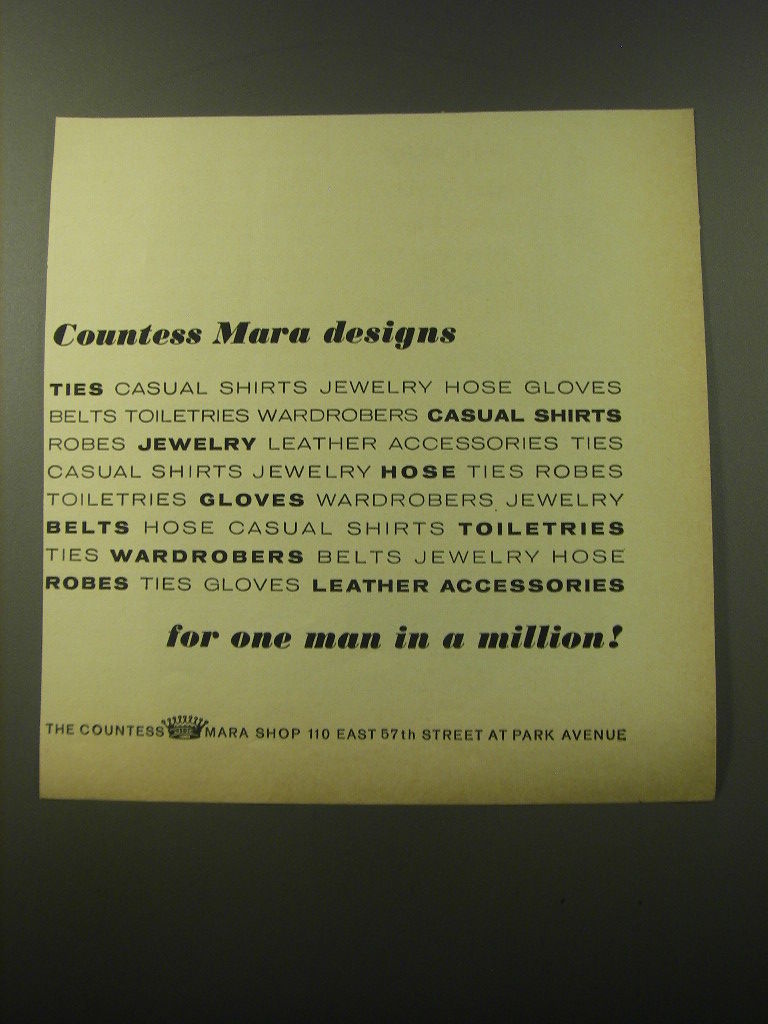 Countess Mara designs
TIES CASUAL SHIRTS JEWELRY HOSE GLOVES
BELTS TOILETRIES WARDROBERS CASUAL SHIRTS
ROBES JEWELRY LEATHER ACCESSORIES TIES
CASUAL SHIRTS JEWELRY HOSE TIES ROBES
TOILETRIES GLOVES WARDROBERS JEWELRY
BELTS HOSE CASUAL SHIRTS TOILETRIES
TIES WARDROBERS BELTS JEWELRY HOSE
ROBES TIES GLOVES LEATHER ACCESSORIES
for one man in a million!
THE COUNTESS MARA SHOP 110 EAST 57th STREET AT PARK AVENUE